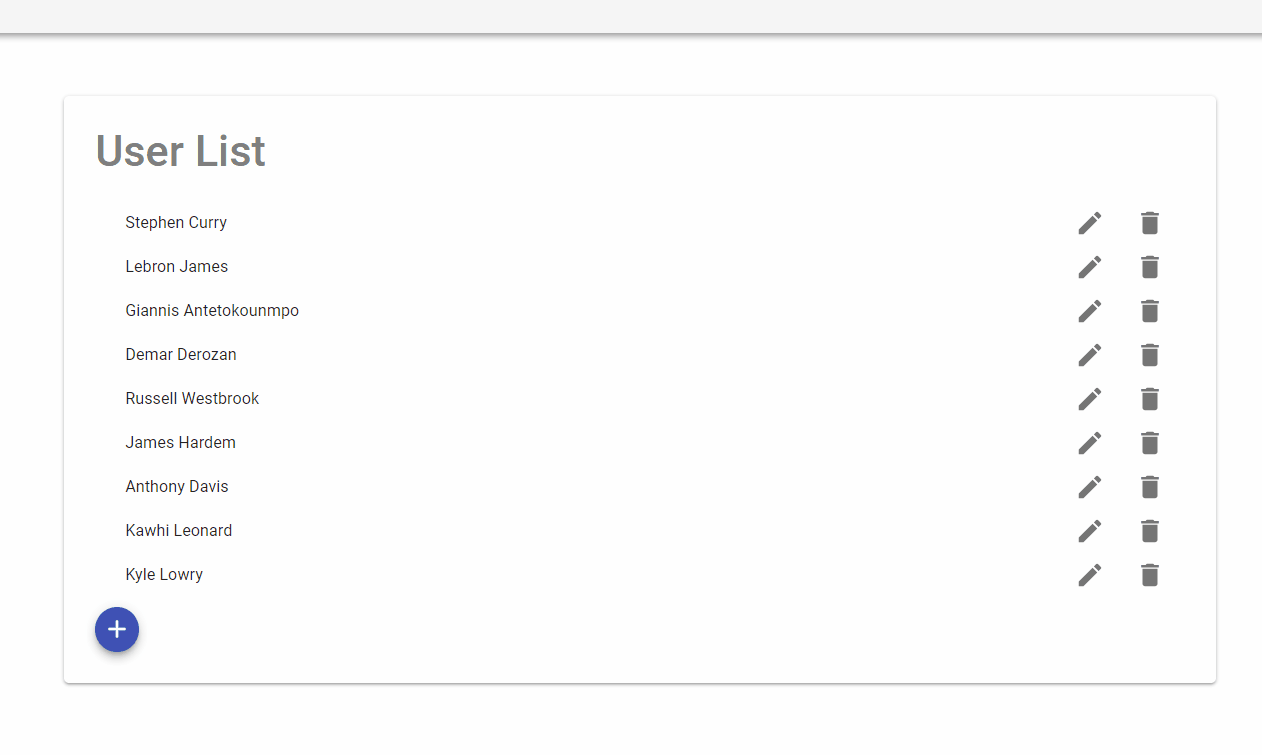 User List
Stephen Curry
Lebron James
Giannis Antetokounmpo
Demar Derozan
Russell Westbrook
James Hardem
Anthony Davis
Kawhi Leonard
Kyle Lowry